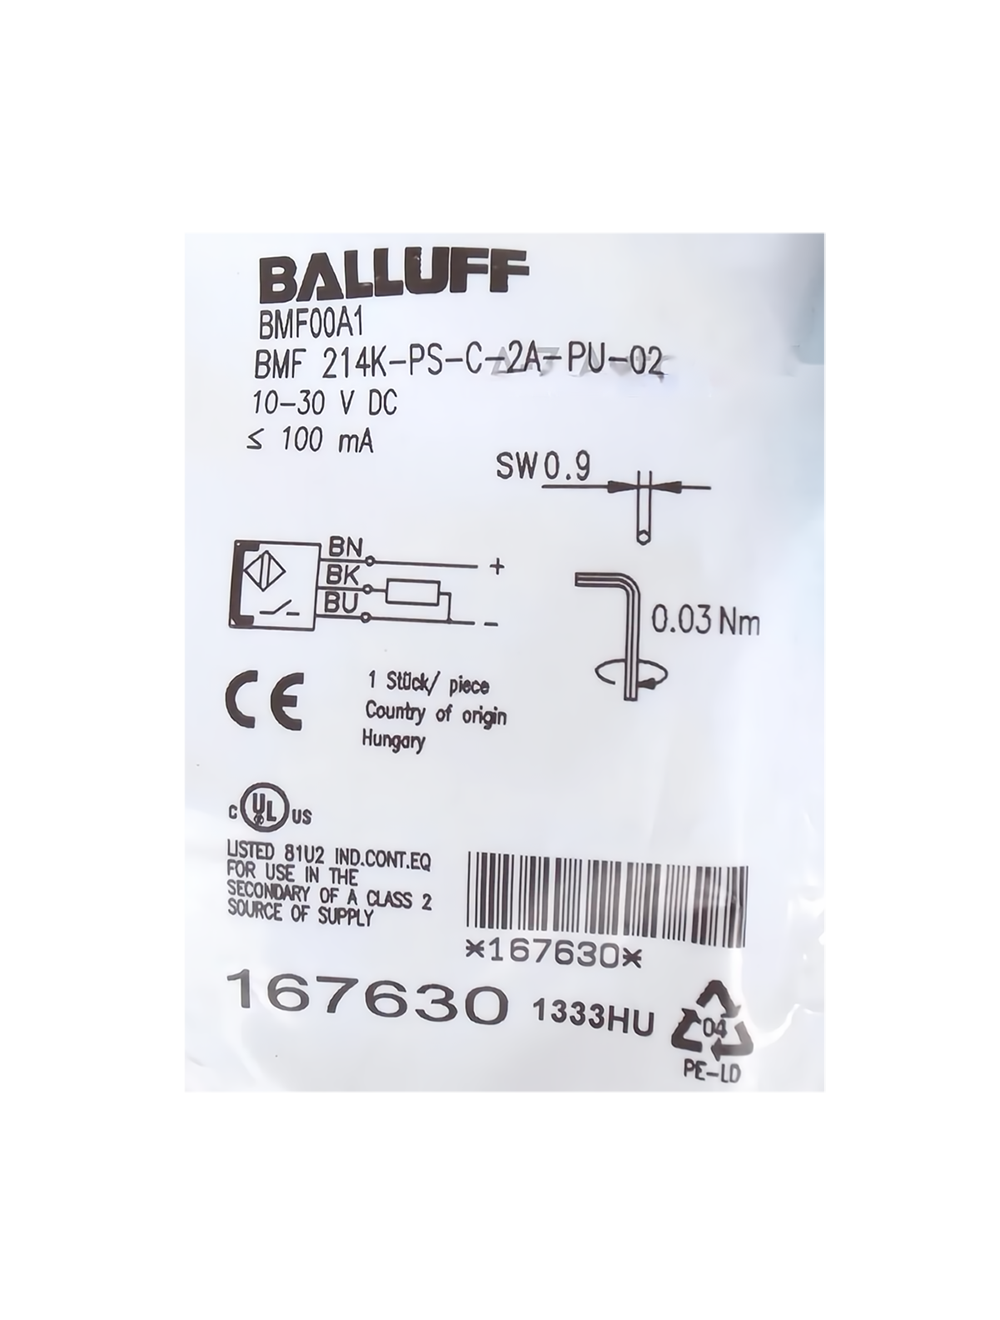 BALLUFF
BMF00A1
BMF 214K-PS-C-2A-PU-02
10-30 V DC
≤ 100 mA
SW 0.9
BN
+
BK
BU
-
0.03 Nm
CE
1 Stück/ piece
Country of origin
Hungary
c UL US
LISTED 81U2 IND.CONT.EQ
FOR USE IN THE
SECONDARY OF A CLASS 2
SOURCE OF SUPPLY
*167630*
167630 1333HU
04
PE-LD